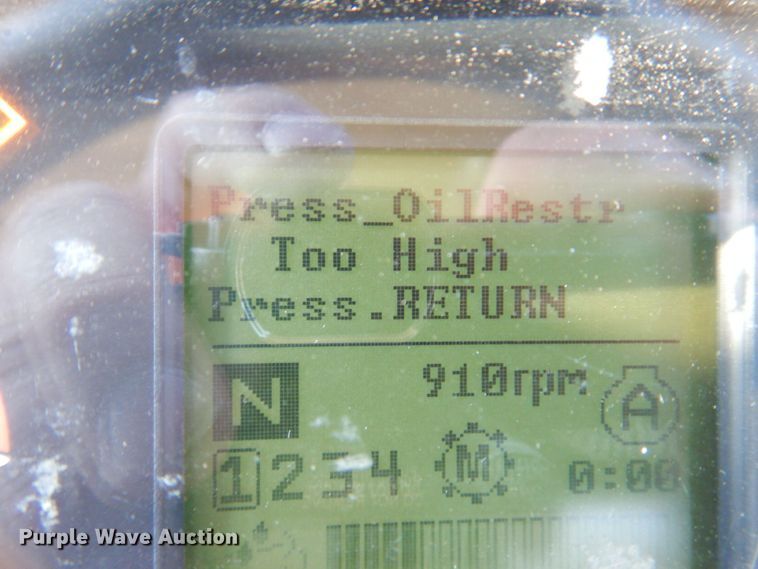 Press_OilRestr
Too High
Press.RETURN
N
910rpm
A
1234
M
0:00
Purple Wave Auction